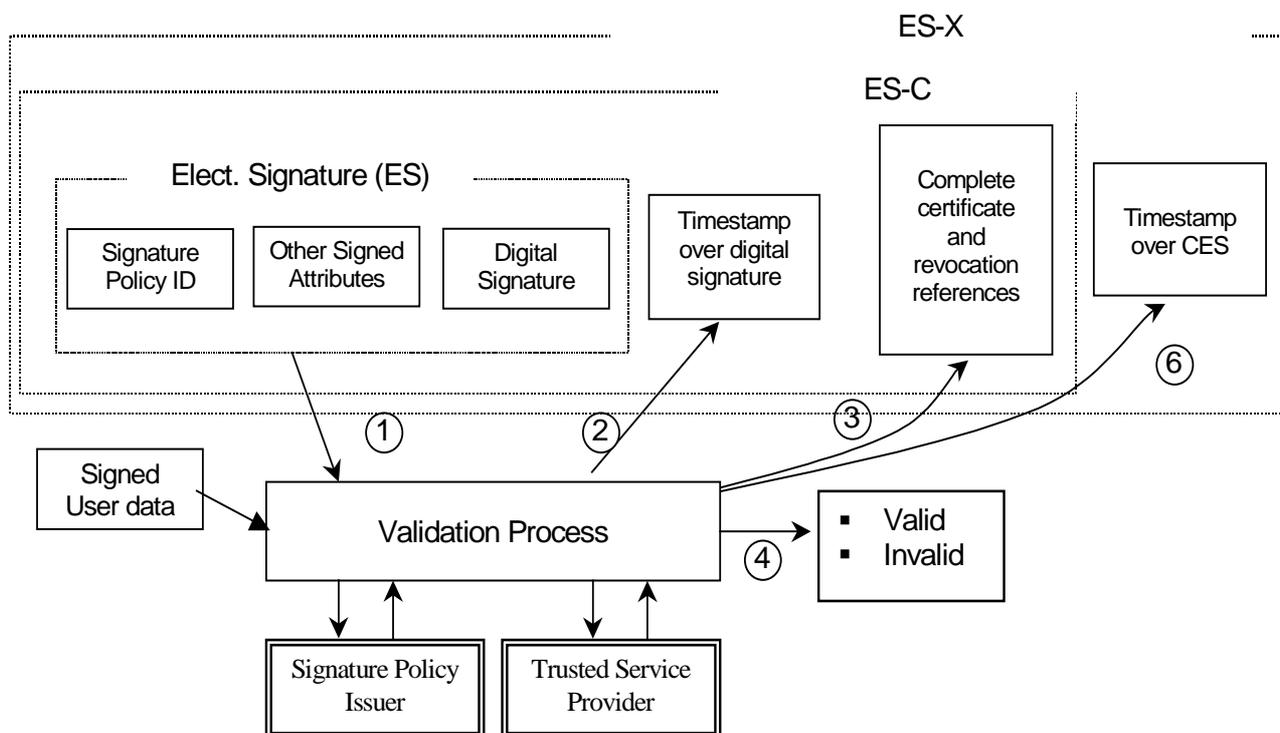 ES-X
ES-C
Elect. Signature (ES)
Signature
Policy ID
Other Signed
Attributes
Digital
Signature
Timestamp
over digital
signature
Complete
certificate
and
revocation
references
Timestamp
over CES
1
2
3
6
Signed
User data
Validation Process
4
▪ Valid
▪ Invalid
Signature Policy
Issuer
Trusted Service
Provider